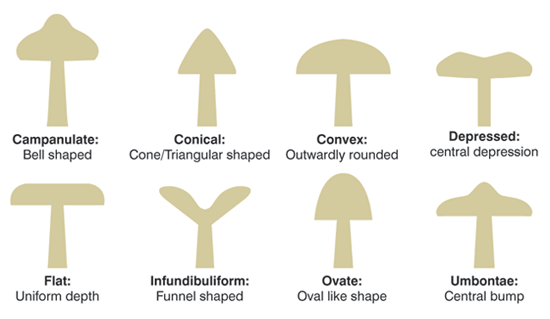 Campanulate:
Bell shaped
Conical:
Cone/Triangular shaped
Convex:
Outwardly rounded
Depressed:
central depression
Flat:
Uniform depth
Infundibuliform:
Funnel shaped
Ovate:
Oval like shape
Umbontae:
Central bump